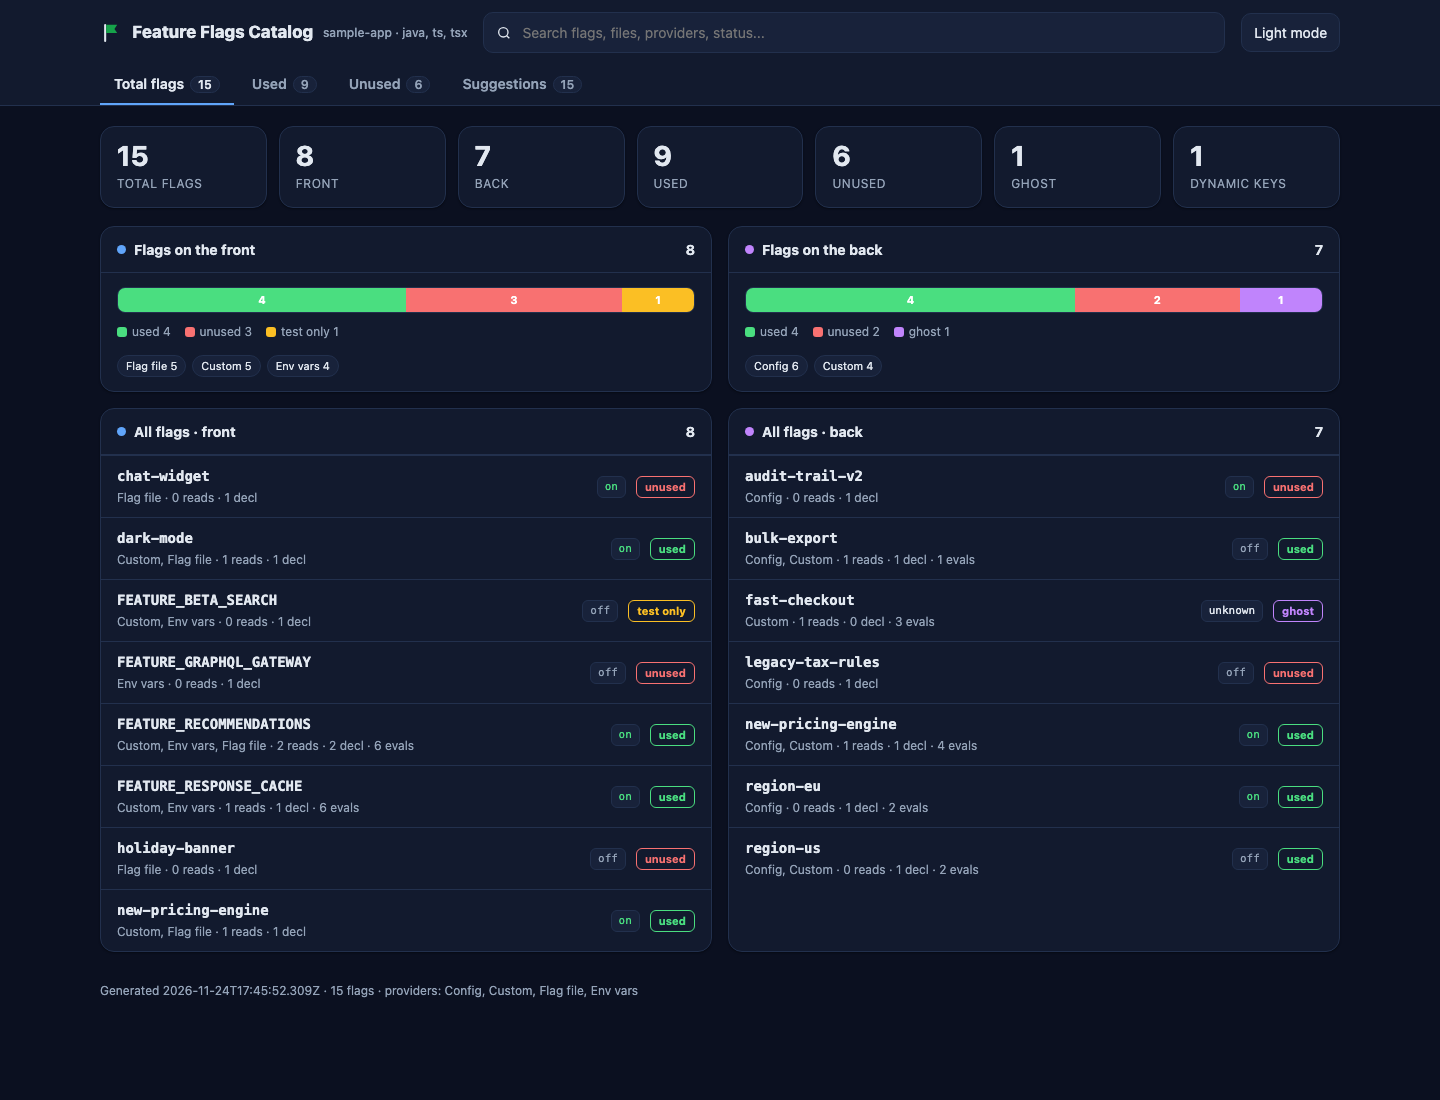 Feature Flags Catalog sample-app · java, ts, tsx Search flags, files, providers, status... Light mode
Total flags 15 Used 9 Unused 6 Suggestions 15
15 8 7 9 6 1 1
TOTAL FLAGS FRONT BACK USED UNUSED GHOST DYNAMIC KEYS
Flags on the front 8
4 3 1
used 4 unused 3 test only 1
Flag file 5 Custom 5 Env vars 4
Flags on the back 7
4 2 1
used 4 unused 2 ghost 1
Config 6 Custom 4
All flags · front 8
chat-widget
Flag file · 0 reads · 1 decl
on unused
dark-mode
Custom, Flag file · 1 reads · 1 decl
on used
FEATURE_BETA_SEARCH
Custom, Env vars · 0 reads · 1 decl
off test only
FEATURE_GRAPHQL_GATEWAY
Env vars · 0 reads · 1 decl
off unused
FEATURE_RECOMMENDATIONS
Custom, Env vars, Flag file · 2 reads · 2 decl · 6 evals
on used
FEATURE_RESPONSE_CACHE
Custom, Env vars · 1 reads · 1 decl · 6 evals
on used
holiday-banner
Flag file · 0 reads · 1 decl
off unused
new-pricing-engine
Custom, Flag file · 1 reads · 1 decl
on used
All flags · back 7
audit-trail-v2
Config · 0 reads · 1 decl
on unused
bulk-export
Config, Custom · 1 reads · 1 decl · 1 evals
off used
fast-checkout
Custom · 1 reads · 0 decl · 3 evals
unknown ghost
legacy-tax-rules
Config · 0 reads · 1 decl
off unused
new-pricing-engine
Config, Custom · 1 reads · 1 decl · 4 evals
on used
region-eu
Config · 0 reads · 1 decl · 2 evals
on used
region-us
Config, Custom · 0 reads · 1 decl · 2 evals
off used
Generated 2026-11-24T17:45:52.309Z · 15 flags · providers: Config, Custom, Flag file, Env vars